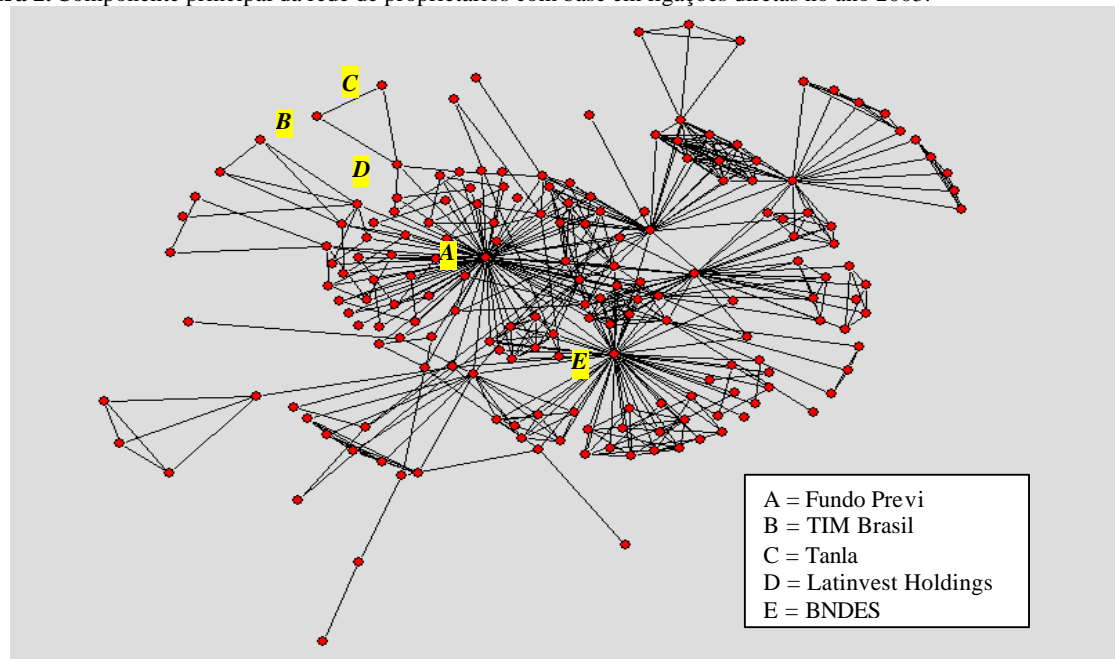 2. Componente principal da rede de proprietários com base em ligações diretas no ano
C
B
D
A
E
A = Fundo Previ
B = TIM Brasil
C = Tanla
D = Latinvest Holdings
E = BNDES